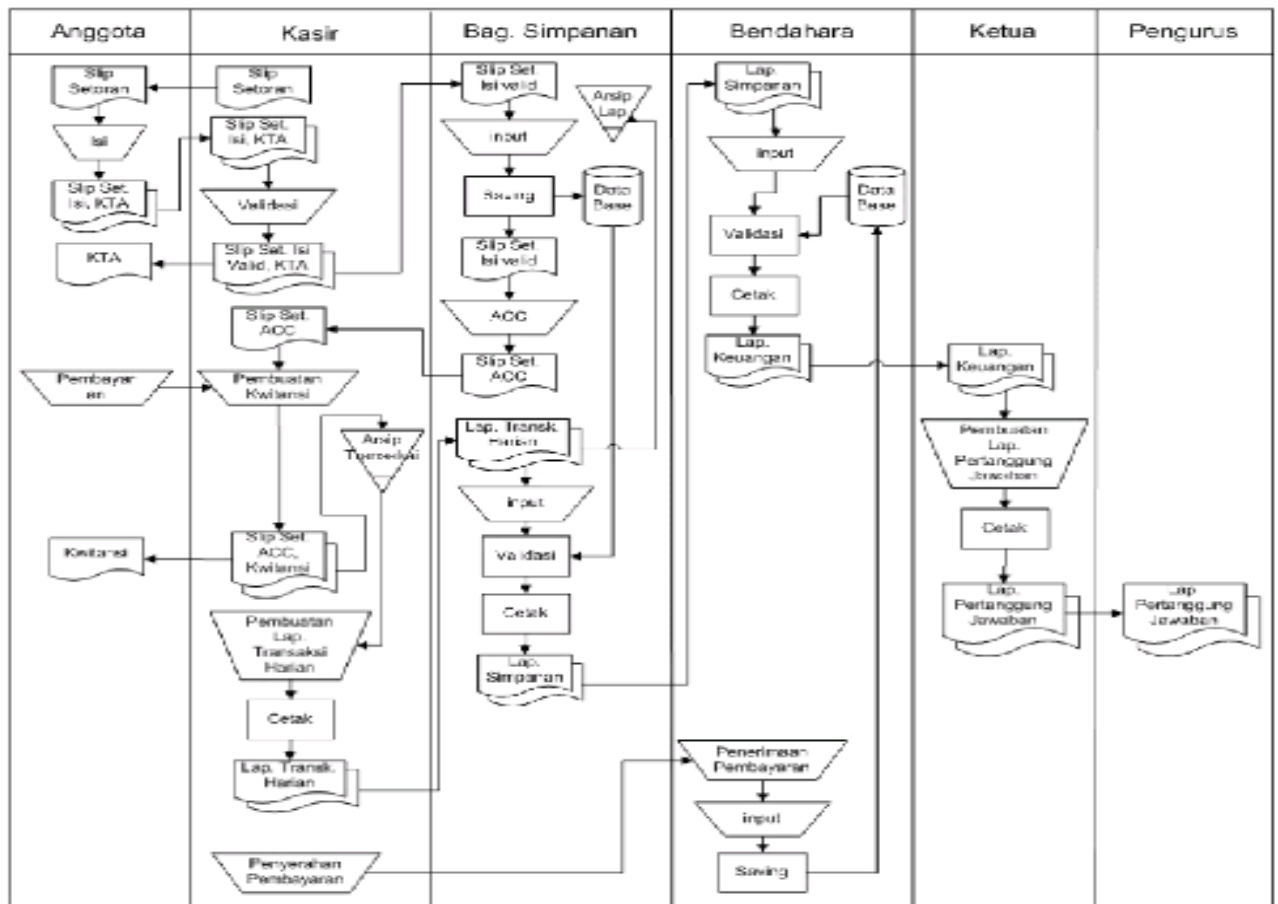 Anggota
Kasir
Bag. Simpanan
Bendahara
Ketua
Pengurus
Slip
Setoran
Isi
Slip Set.
Isi, KTA
KTA
Pembayar
an
Kwitansi
Slip
Setoran
Slip Set.
Isi, KTA
Validasi
Slip Set. Isi
Valid, KTA
Slip Set.
ACC
Pembuatan
Kwitansi
Arsip
Transaksi
Slip Set.
ACC,
Kwitansi
Pembuatan
Lap.
Transaksi
Harian
Cetak
Lap. Transk.
Harian
Penyerahan
Pembayaran
Slip Set.
Isi valid
Arsip
Lap.
input
Saving
Data
Base
Slip Set.
Isi valid
ACC
Slip Set.
ACC
Lap. Transk.
Harian
input
Validasi
Cetak
Lap.
Simpanan
Lap.
Simpanan
input
Data
Base
Validasi
Cetak
Lap.
Keuangan
Penerimaan
Pembayaran
input
Saving
Lap.
Keuangan
Pembuatan
Lap.
Pertanggung
Jawaban
Cetak
Lap.
Pertanggung
Jawaban
Lap
Pertanggung
Jawaban